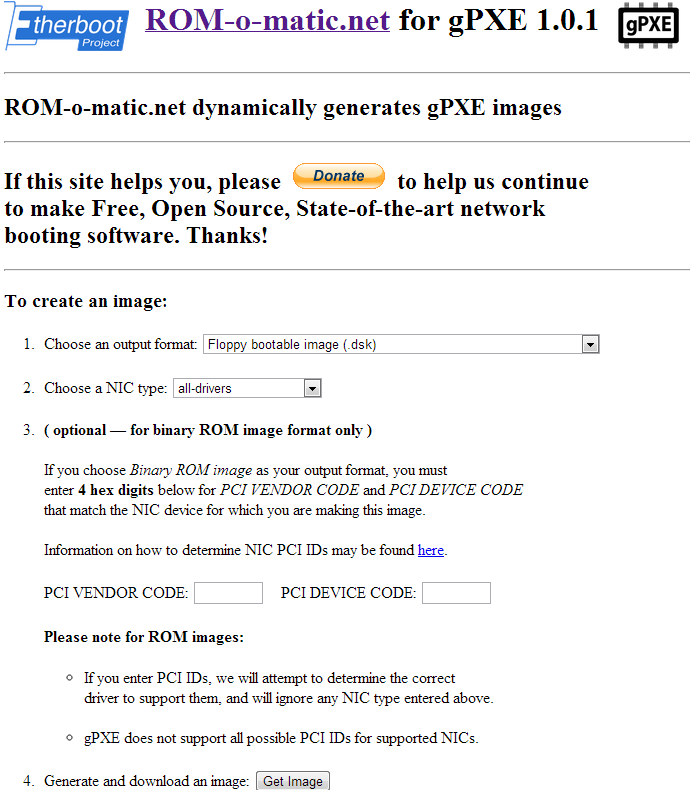 Etherboot
Project
ROM-o-matic.net for gPXE 1.0.1
gPXE
ROM-o-matic.net dynamically generates gPXE images
If this site helps you, please Donate to help us continue
to make Free, Open Source, State-of-the-art network
booting software. Thanks!
To create an image:
1. Choose an output format: Floppy bootable image (.dsk)
2. Choose a NIC type: all-drivers
3. ( optional — for binary ROM image format only )
If you choose Binary ROM image as your output format, you must
enter 4 hex digits below for PCI VENDOR CODE and PCI DEVICE CODE
that match the NIC device for which you are making this image.
Information on how to determine NIC PCI IDs may be found here.
PCI VENDOR CODE: PCI DEVICE CODE:
Please note for ROM images:
If you enter PCI IDs, we will attempt to determine the correct
driver to support them, and will ignore any NIC type entered above.
gPXE does not support all possible PCI IDs for supported NICs.
4. Generate and download an image: Get Image